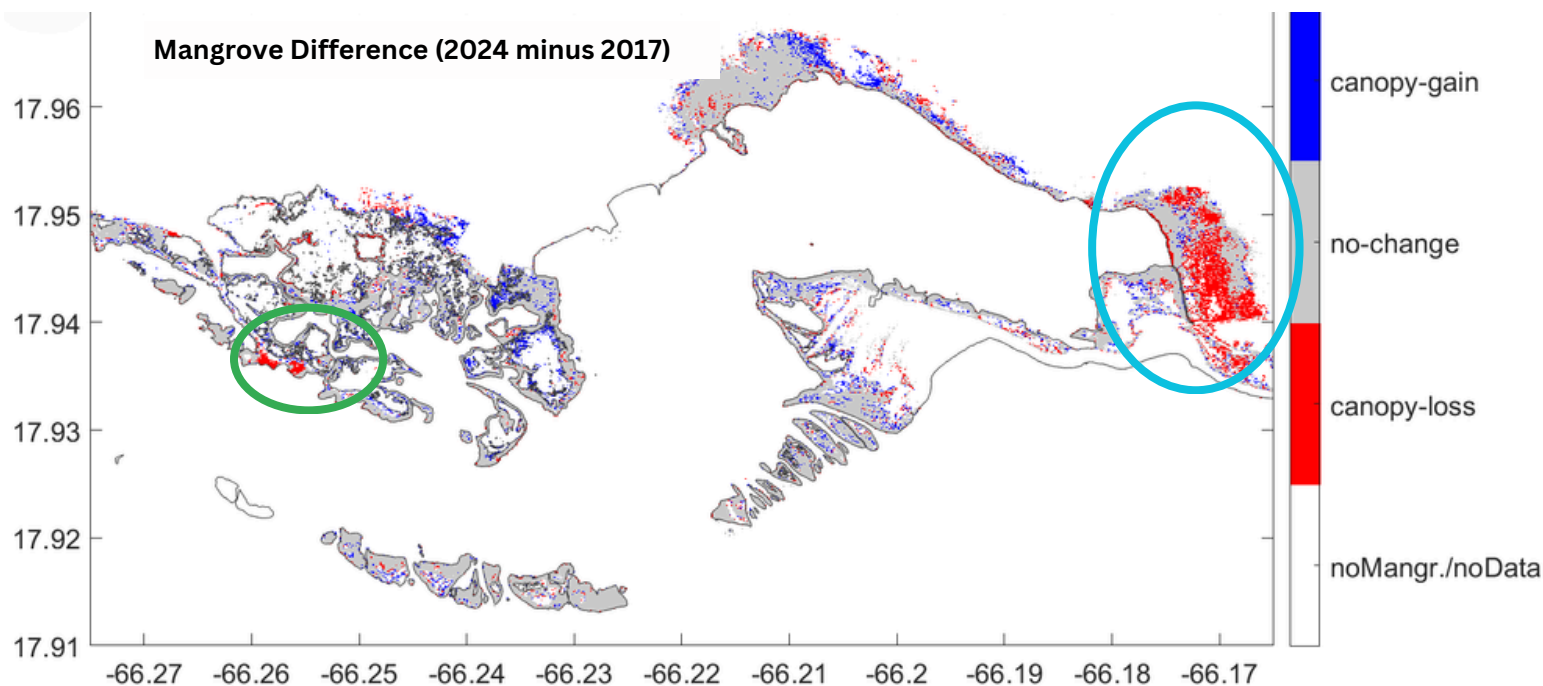 Mangrove Difference (2024 minus 2017)
17.96
17.95
17.94
17.93
17.92
17.91
-66.27 -66.26 -66.25 -66.24 -66.23 -66.22 -66.21 -66.2 -66.19 -66.18 -66.17
canopy-gain
no-change
canopy-loss
noMangr./noData